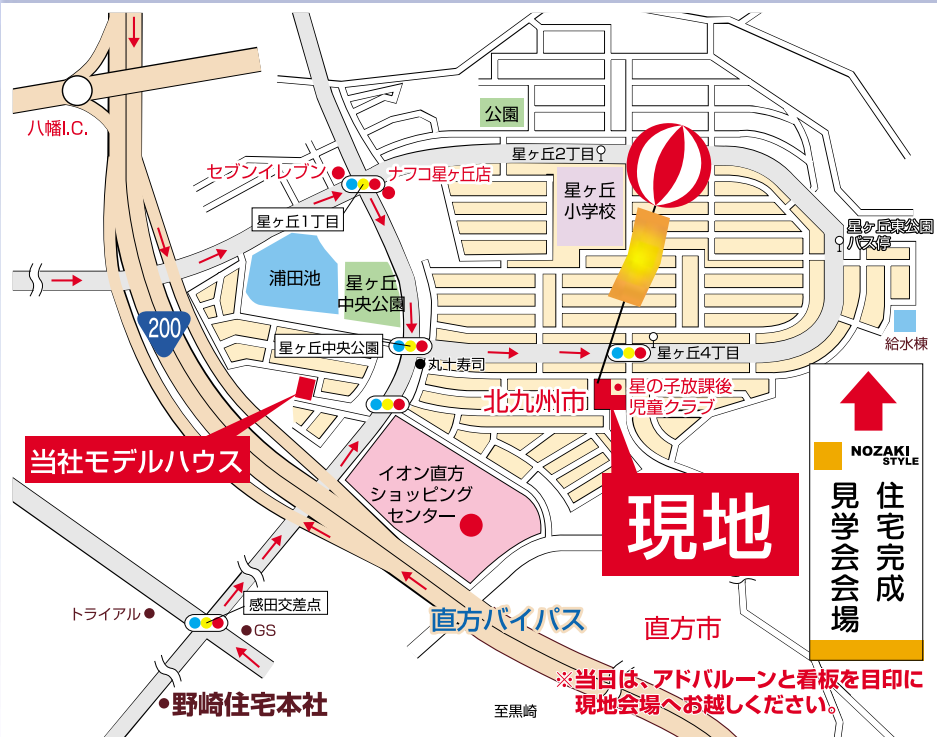 八幡I.C.
公園
星ヶ丘2丁目
セブンイレブン
ナフコ星ヶ丘店
星ヶ丘
小学校
星ヶ丘1丁目
星ヶ丘東公園
バス停
浦田池
星ヶ丘
中央公園
200
給水棟
星ヶ丘中央公園
星ヶ丘4丁目
丸十寿司
北九州市
星の子放課後
児童クラブ
当社モデルハウス
イオン直方
ショッピング
センター
現地
NOZAKI
STYLE
住宅完成
見学会会場
感田交差点
トライアル
GS
直方バイパス
直方市
野崎住宅本社
至黒崎
※当日は、アドバルーンと看板を目印に
現地会場へお越しください。